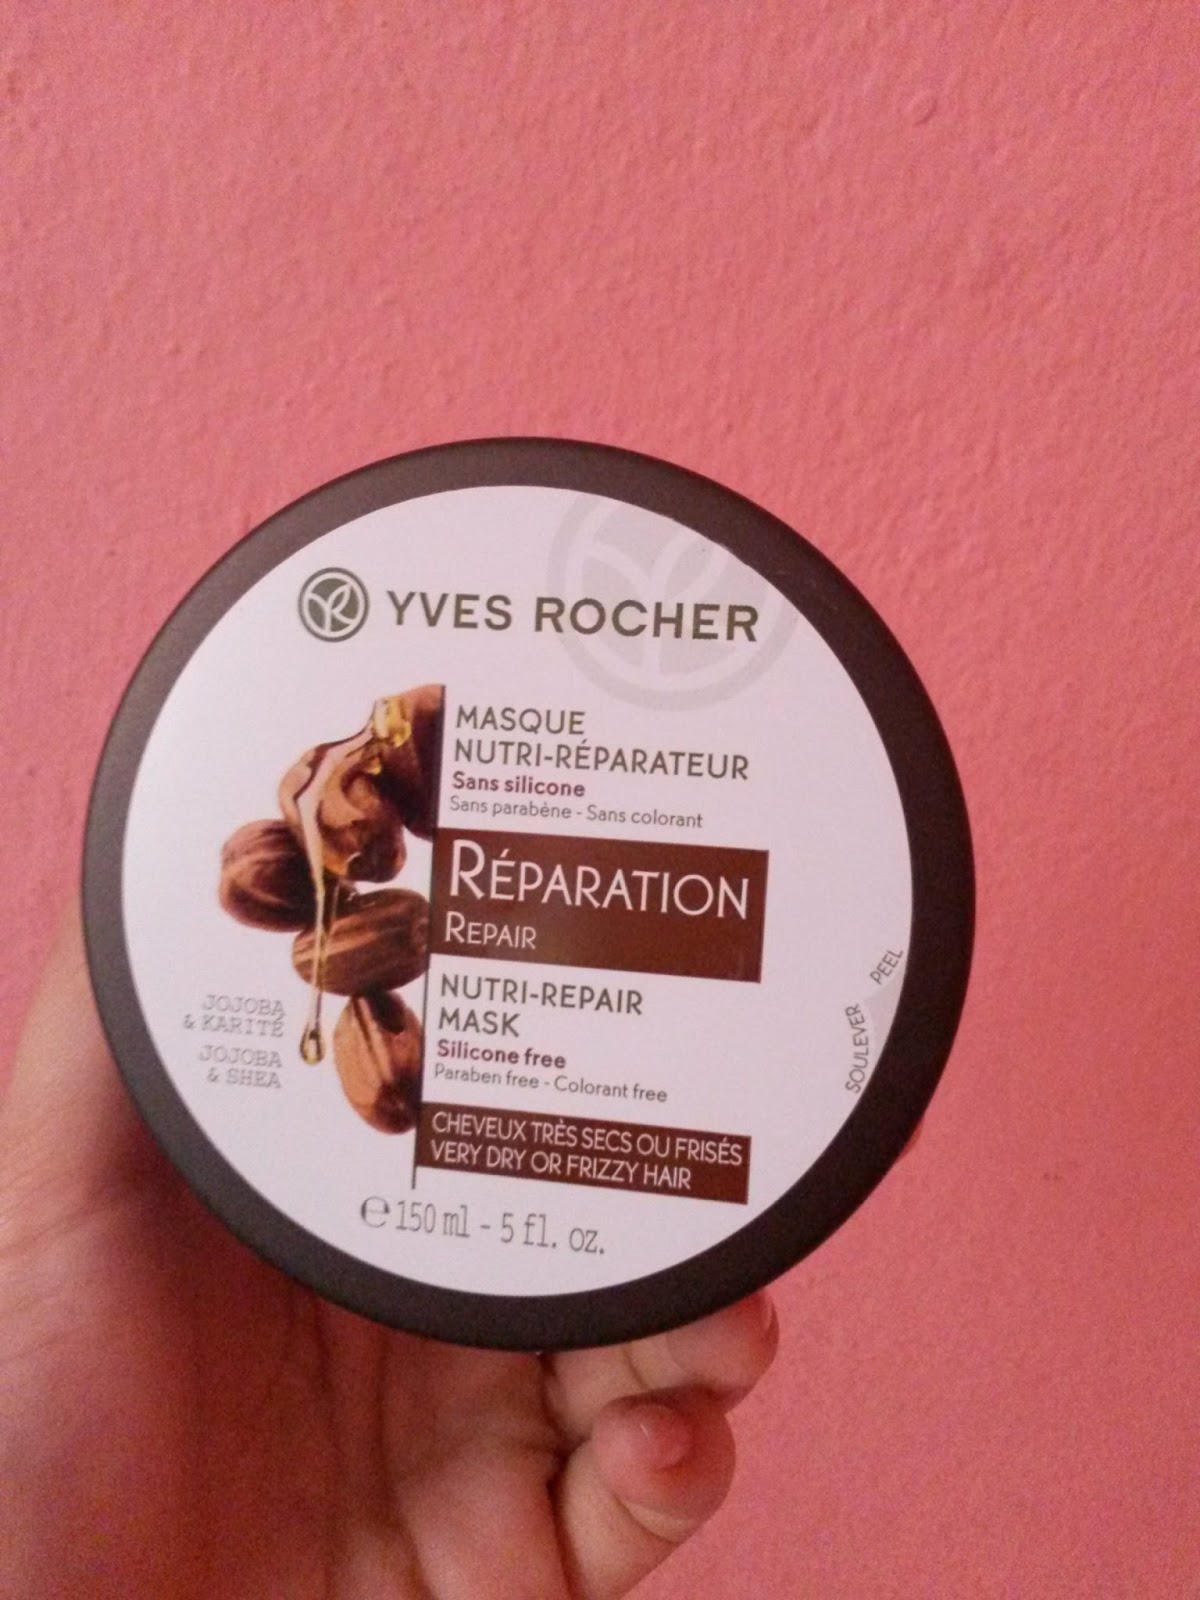 YVES ROCHER
MASQUE
NUTRI-RÉPARATEUR
Sans silicone
Sans parabène - Sans colorant
RÉPARATION
REPAIR
NUTRI-REPAIR
MASK
Silicone free
Paraben free - Colorant free
JOJOBA
& KARITÉ
JOJOBA
& SHEA
CHEVEUX TRÈS SECS OU FRISÉS
VERY DRY OR FRIZZY HAIR
℮ 150 ml - 5 fl. oz.
SOULEVER PEEL